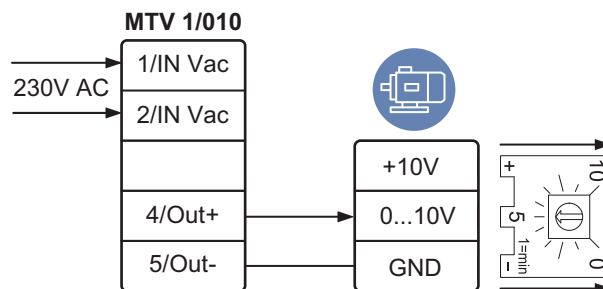 MTV 1/010
230V AC
1/IN Vac
2/IN Vac
4/Out+
5/Out-
+10V
0...10V
GND
+
5
-
1=min
10
0